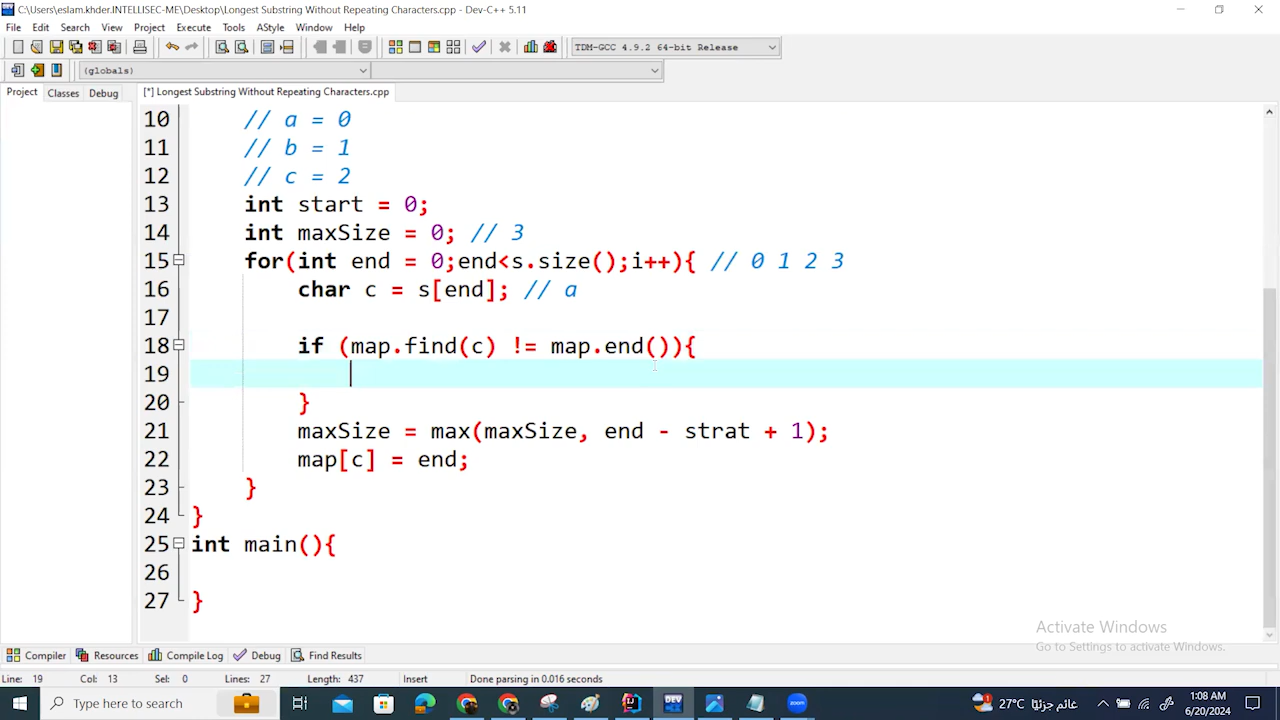 C:\Users\eslam.khder.INTELLISEC-ME\Desktop\Longest Substring Without Repeating Characters.cpp - Dev-C++ 5.11
File Edit Search View Project Execute Tools AStyle Window Help
TDM-GCC 4.9.2 64-bit Release
(globals)
Project Classes Debug
[*] Longest Substring Without Repeating Characters.cpp
10 // a = 0
11 // b = 1
12 // c = 2
13 int start = 0;
14 int maxSize = 0; // 3
15 for(int end = 0;end<s.size();i++){ // 0 1 2 3
16 char c = s[end]; // a
17
18 if (map.find(c) != map.end()){
19
20 }
21 maxSize = max(maxSize, end - strat + 1);
22 map[c] = end;
23 }
24 }
25 int main(){
26
27 }
Activate Windows
Go to Settings to activate Windows.
Compiler Resources Compile Log Debug Find Results
Line: 19 Col: 13 Sel: 0 Lines: 27 Length: 437 Insert Done parsing in 0.016 seconds
Type here to search
27°C غائم جزئيًا
1:08 AM
6/20/2024